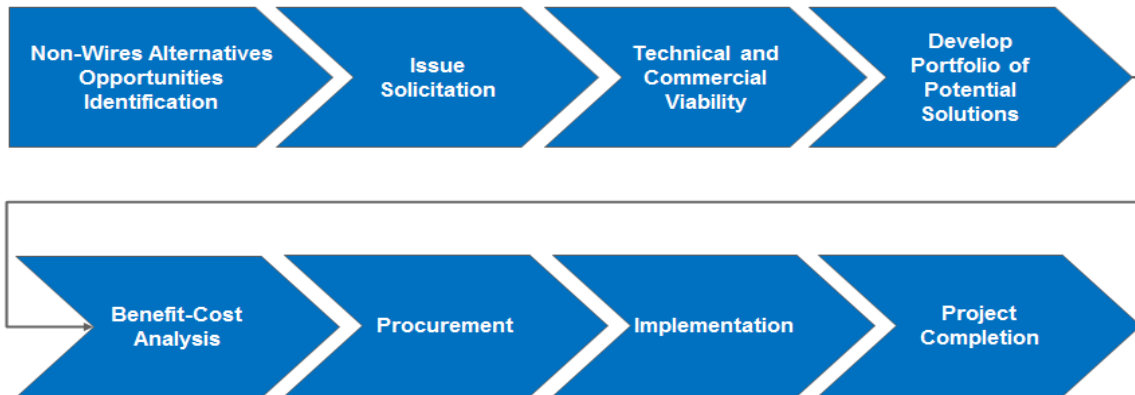 Non-Wires Alternatives
Opportunities
Identification
Issue
Solicitation
Technical and
Commercial
Viability
Develop
Portfolio of
Potential
Solutions
Benefit-Cost
Analysis
Procurement
Implementation
Project
Completion